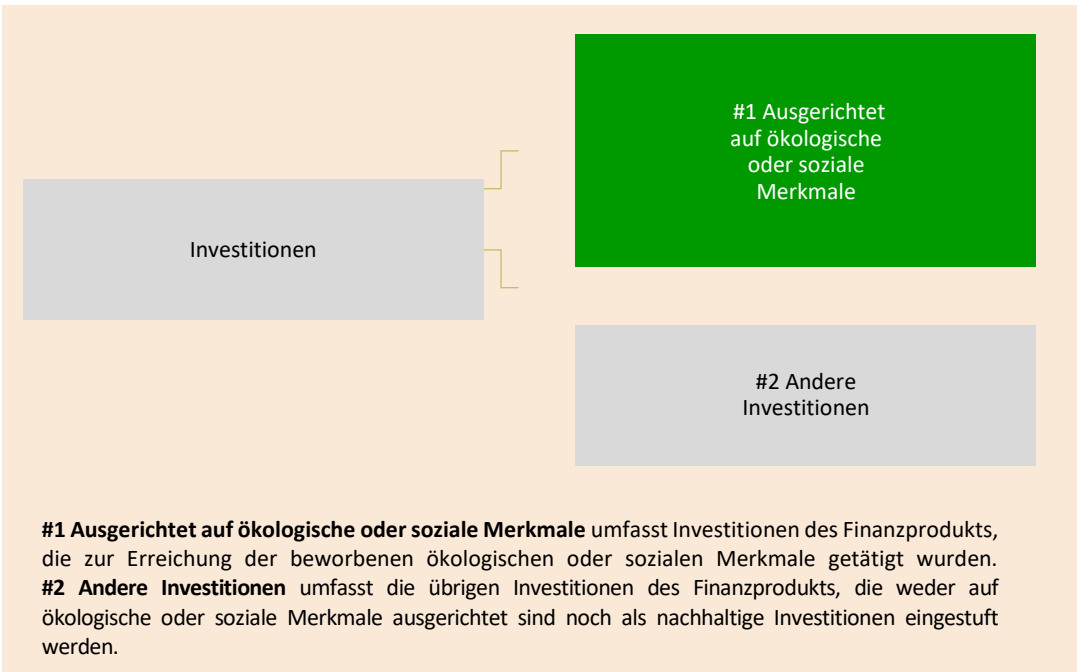 #1 Ausgerichtet
auf ökologische
oder soziale
Merkmale
Investitionen
#2 Andere
Investitionen
#1 Ausgerichtet auf ökologische oder soziale Merkmale umfasst Investitionen des Finanzprodukts,
die zur Erreichung der beworbenen ökologischen oder sozialen Merkmale getätigt wurden.
#2 Andere Investitionen umfasst die übrigen Investitionen des Finanzprodukts, die weder auf
ökologische oder soziale Merkmale ausgerichtet sind noch als nachhaltige Investitionen eingestuft
werden.